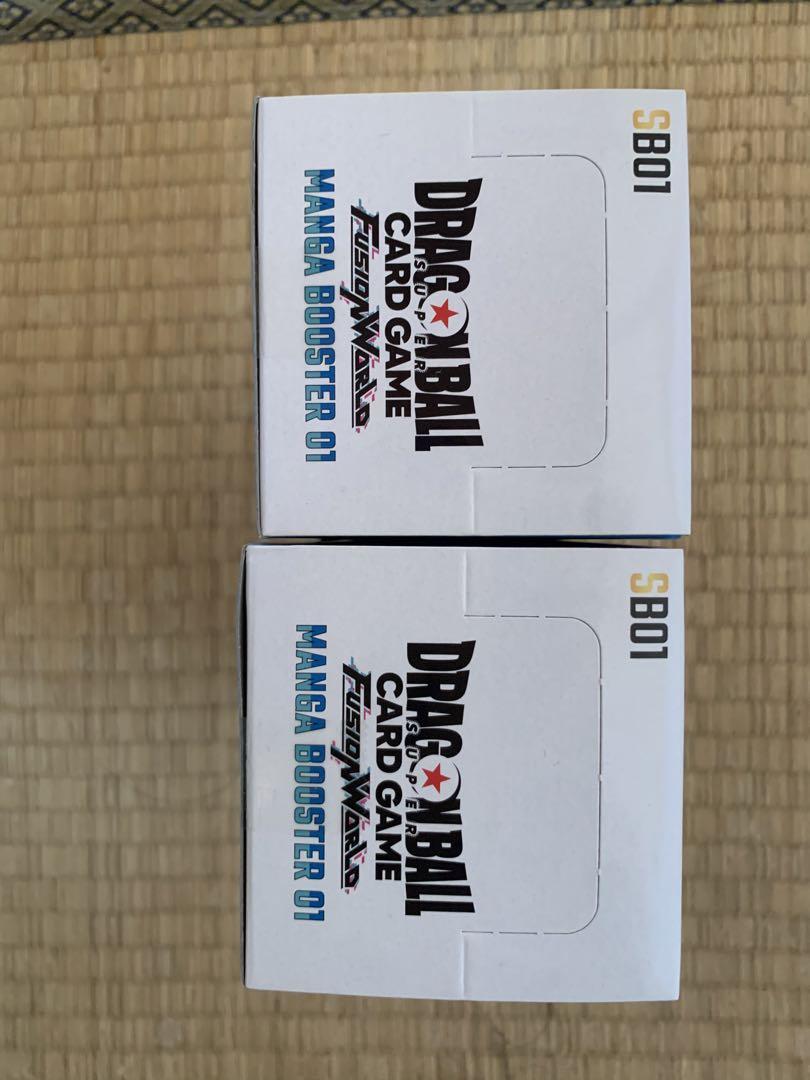 SB01
DRAGON BALL
SUPER
CARD GAME
FUSION WORLD
MANGA BOOSTER 01
SB01
DRAGON BALL
SUPER
CARD GAME
FUSION WORLD
MANGA BOOSTER 01